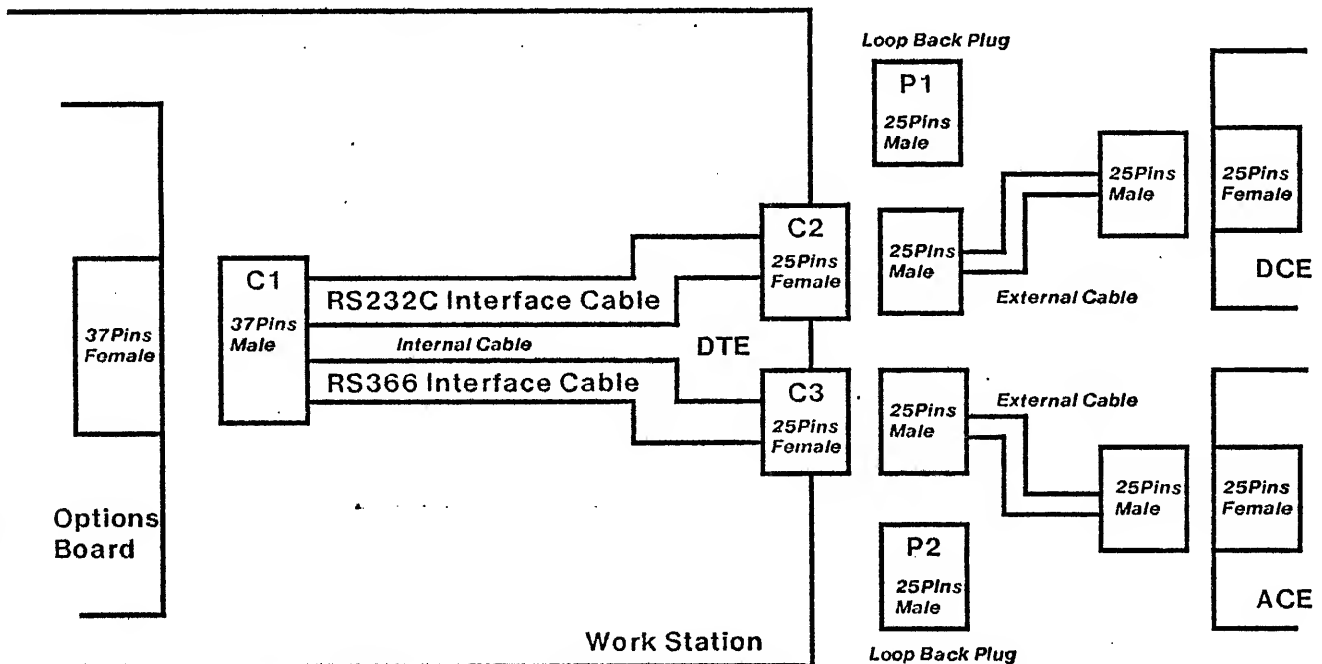 Loop Back Plug
P1
25Pins
Male
25Pins
Male
25Pins
Female
C2
25Pins
Female
25Pins
Male
DCE
External Cable
C1
37Pins
Male
37Pins
Female
RS232C Interface Cable
Internal Cable
DTE
RS366 Interface Cable
C3
25Pins
Female
25Pins
Male
External Cable
25Pins
Male
25Pins
Female
Options
Board
P2
25Pins
Male
ACE
Work Station
Loop Back Plug